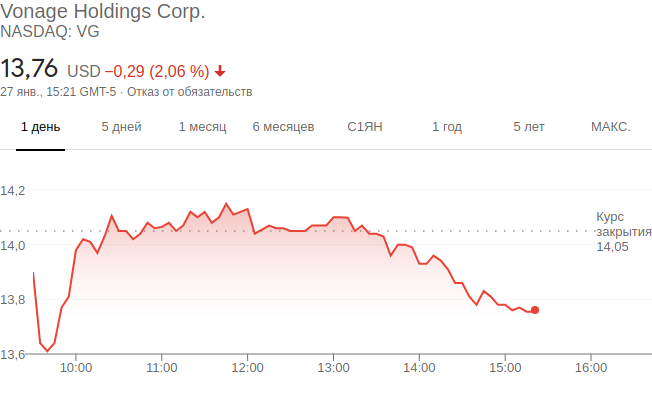 Vonage Holdings Corp.
NASDAQ: VG
13,76 USD −0,29 (2,06 %)
27 янв., 15:21 GMT-5 · Отказ от обязательств
1 день 5 дней 1 месяц 6 месяцев С1ЯН 1 год 5 лет МАКС.
14,2
Курс
закрытия
14,05
14,0
13,8
13,6
10:00 11:00 12:00 13:00 14:00 15:00 16:00